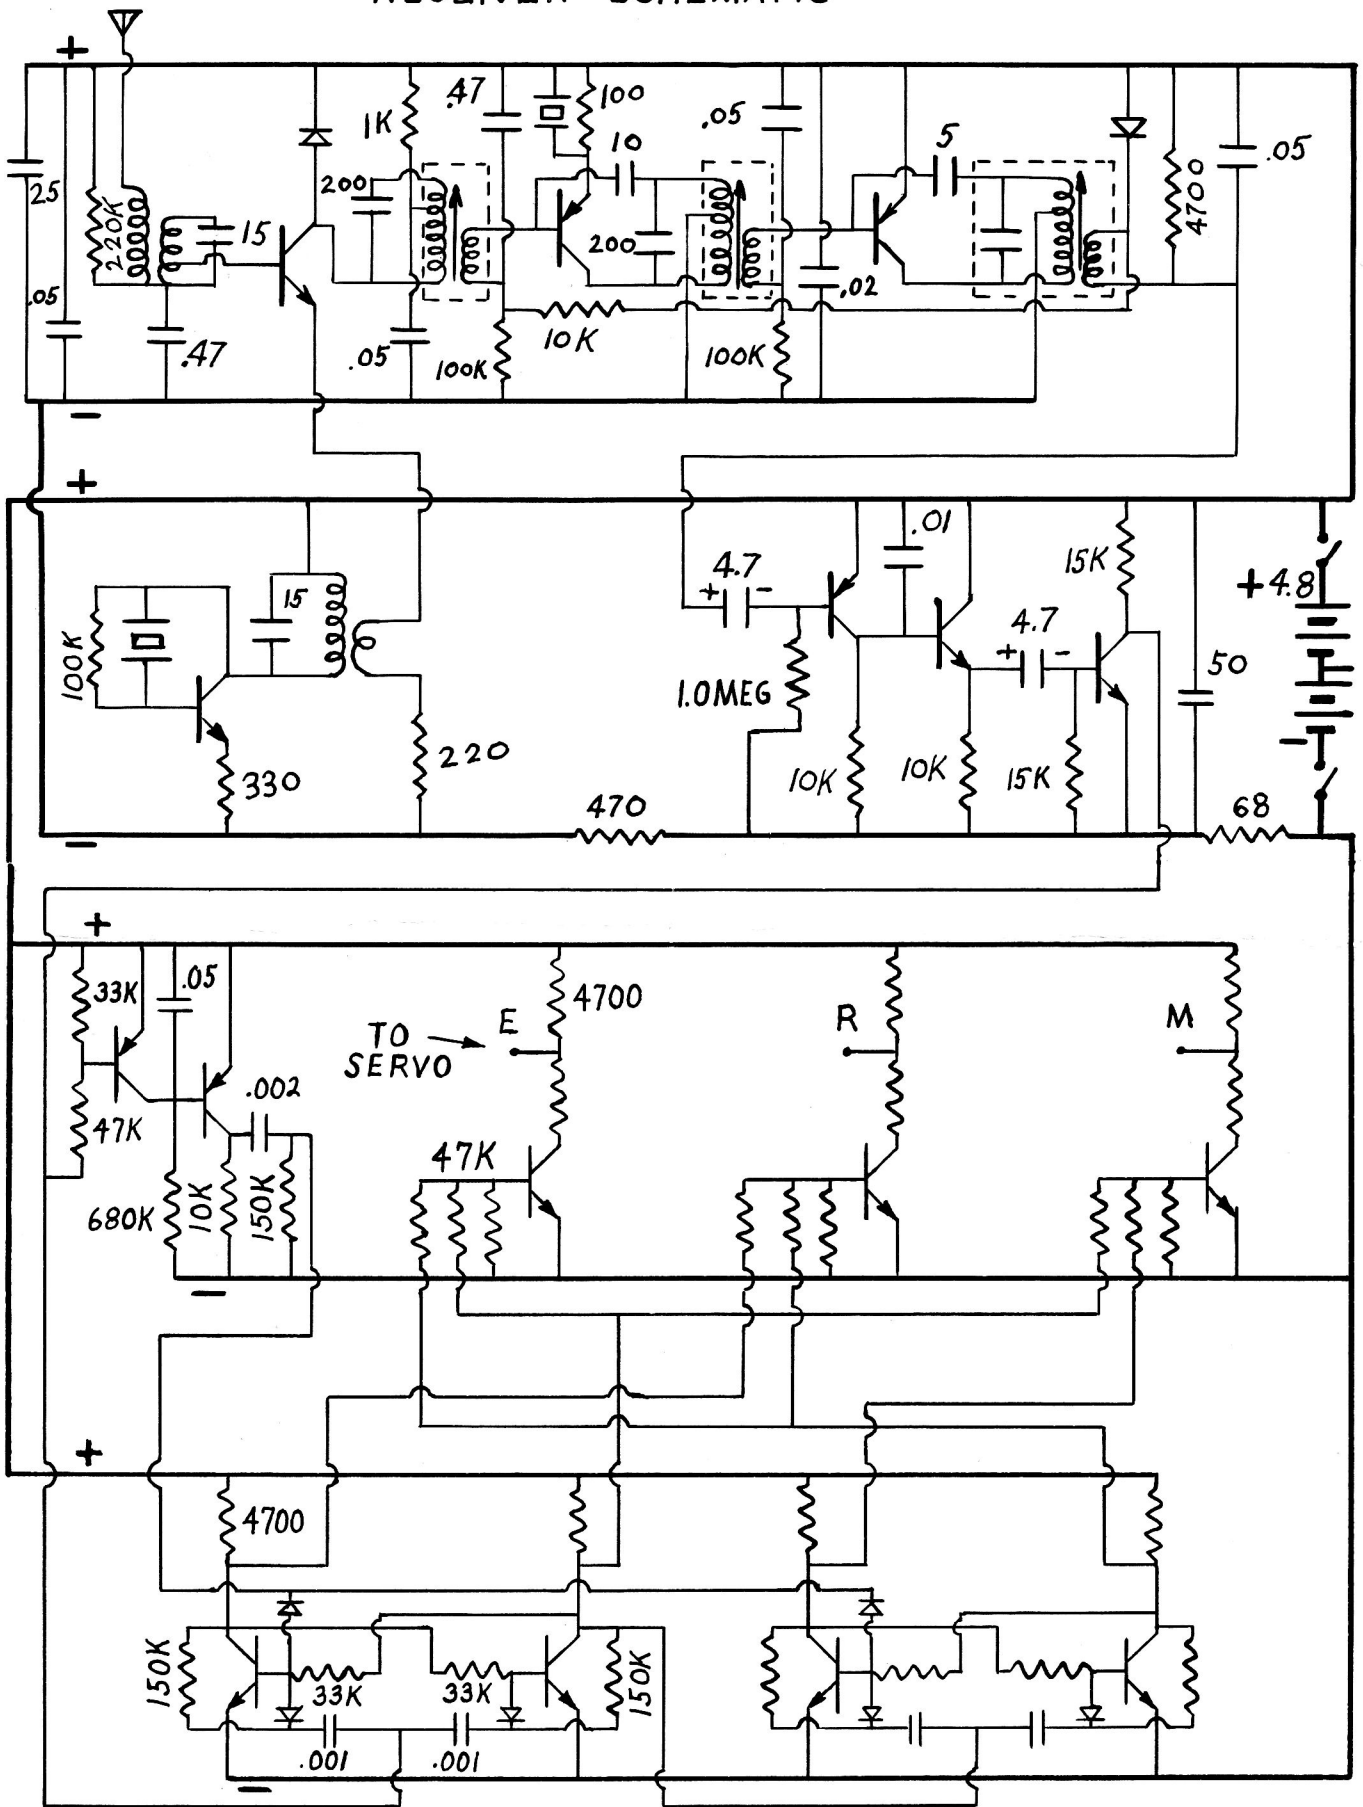 RECEIVER SCHEMATIC
+
.47
100
.05
1K
10
5
.05
25
220K
15
200
200
4700
.05
.02
.47
.05
100K
10K
100K
−
+
.01
4.7
15K
+4.8
15
4.7
+ −
+ −
100K
1.0MEG
50
−
330
220
10K
10K
15K
470
68
−
+
33K
.05
4700
TO
SERVO
E
R
M
.002
47K
47K
680K
10K
150K
−
+
4700
150K
33K
33K
150K
.001
.001
−